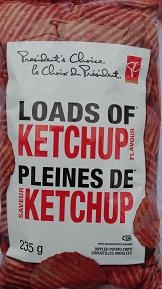 President's Choice
le Choix du Président
PC
LOADS OF
KETCHUP
FLAVOUR
PLEINES DE
SAVEUR
KETCHUP
235 g
RIPPLED POTATO CHIPS
CROUSTILLES ONDULÉES